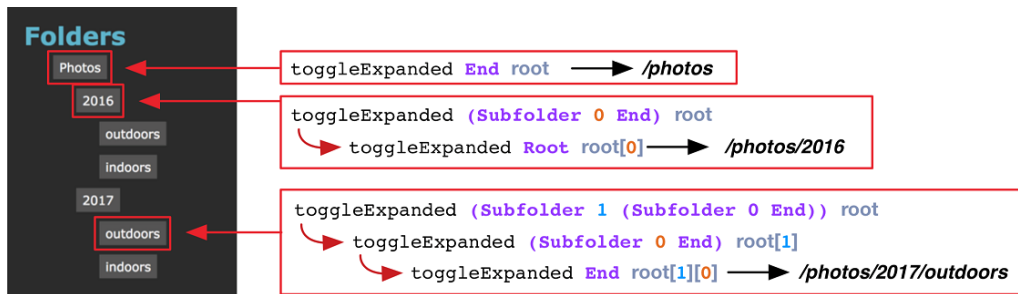 Folders
Photos
2016
outdoors
indoors
2017
outdoors
indoors
toggleExpanded End root /photos
toggleExpanded (Subfolder 0 End) root
toggleExpanded Root root[0] /photos/2016
toggleExpanded (Subfolder 1 (Subfolder 0 End)) root
toggleExpanded (Subfolder 0 End) root[1]
toggleExpanded End root[1][0] /photos/2017/outdoors